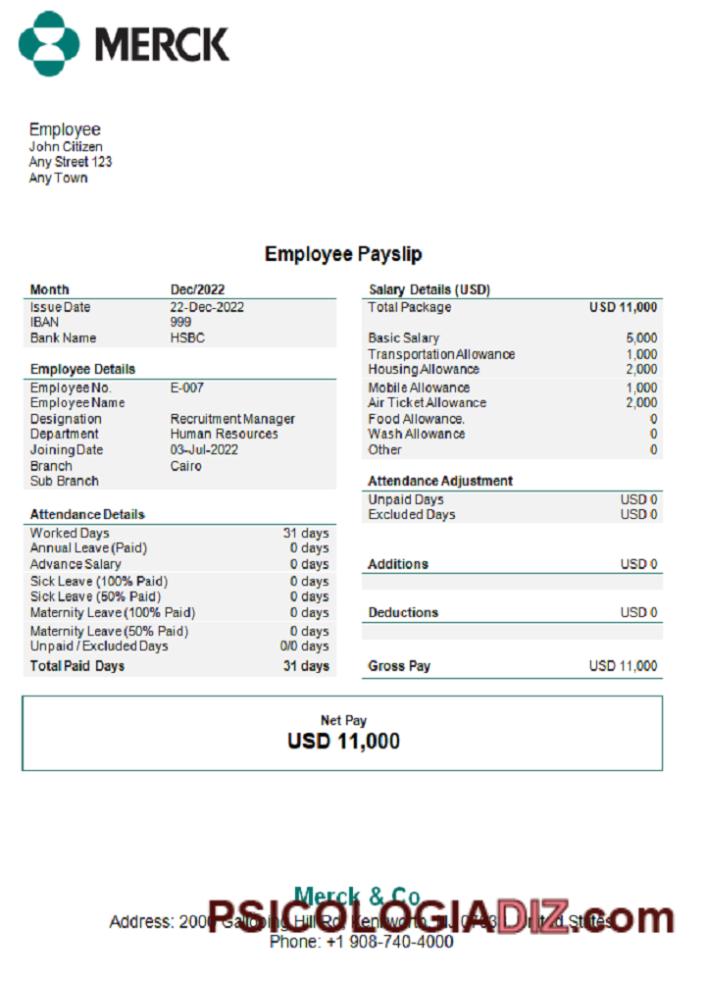 MERCK
Employee
John Citizen
Any Street 123
Any Town
Employee Payslip
Month Dec/2022
Issue Date 22-Dec-2022
IBAN 999
Bank Name HSBC
Employee Details
Employee No. E-007
Employee Name
Designation Recruitment Manager
Department Human Resources
Joining Date 03-Jul-2022
Branch Cairo
Sub Branch
Attendance Details
Worked Days 31 days
Annual Leave (Paid) 0 days
Advance Salary 0 days
Sick Leave (100% Paid) 0 days
Sick Leave (50% Paid) 0 days
Maternity Leave (100% Paid) 0 days
Maternity Leave (50% Paid) 0 days
Unpaid / Excluded Days 0/0 days
Total Paid Days 31 days
Salary Details (USD)
Total Package USD 11,000
Basic Salary 5,000
Transportation Allowance 1,000
Housing Allowance 2,000
Mobile Allowance 1,000
Air Ticket Allowance 2,000
Food Allowance. 0
Wash Allowance 0
Other 0
Attendance Adjustment
Unpaid Days USD 0
Excluded Days USD 0
Additions USD 0
Deductions USD 0
Gross Pay USD 11,000
Net Pay
USD 11,000
Merck & Co
Address: 2000 Galloping Hill Rd, Kenilworth, United States
PSICOLOGIADIZ.com
Phone: +1 908-740-4000